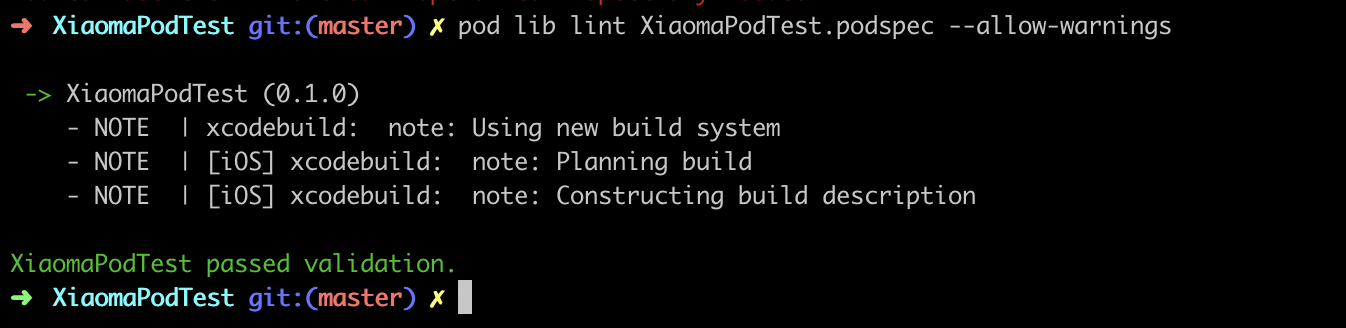 ➜ XiaomaPodTest git:(master) ✗ pod lib lint XiaomaPodTest.podspec --allow-warnings
-> XiaomaPodTest (0.1.0)
- NOTE | xcodebuild: note: Using new build system
- NOTE | [iOS] xcodebuild: note: Planning build
- NOTE | [iOS] xcodebuild: note: Constructing build description
XiaomaPodTest passed validation.
➜ XiaomaPodTest git:(master) ✗